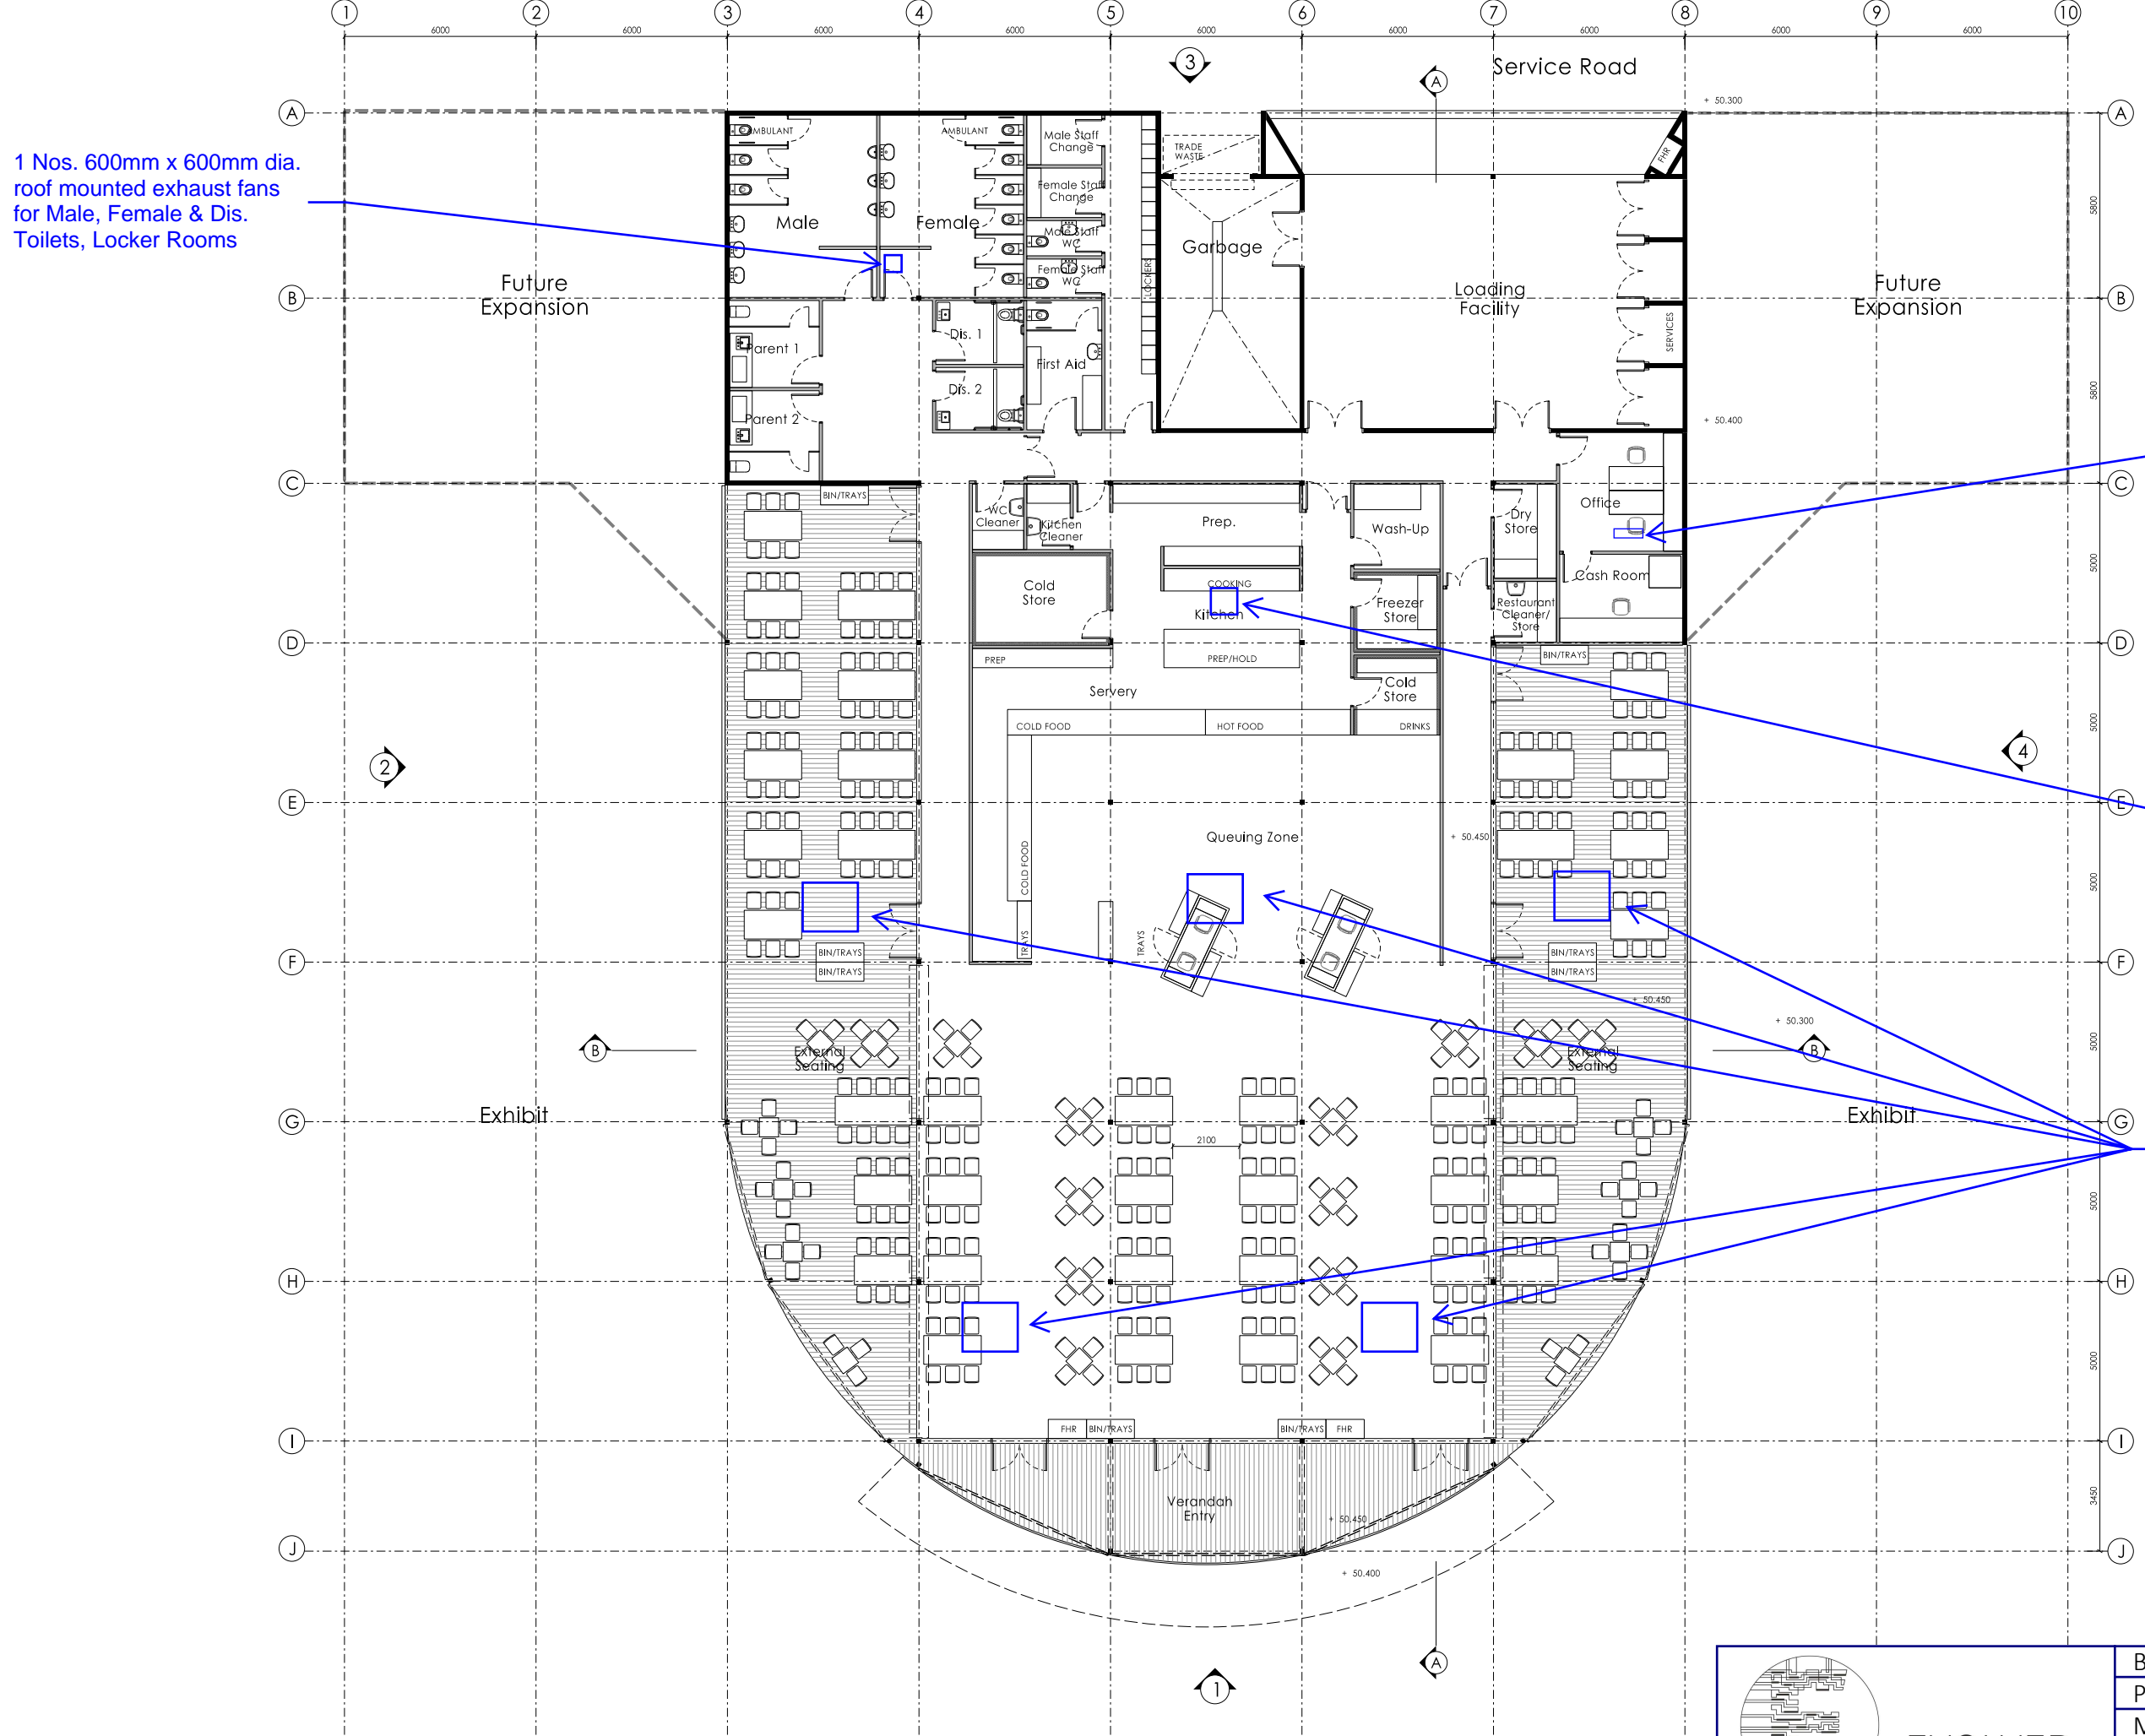 1 2 3 4 5 6 7 8 9 10
6000 6000 6000 6000 6000 6000 6000 6000 6000
3
A
Service Road
+ 50.300
A
A
1 Nos. 600mm x 600mm dia.
roof mounted exhaust fans
for Male, Female & Dis.
Toilets, Locker Rooms
AMBULANT
AMBULANT
Male Staff
Change
TRADE
WASTE
FHR
Female Staff
Change
5800
Male
Female
Male Staff
WC
Garbage
Female Staff
WC
LOCKERS
Future
Expansion
Loading
Facility
Future
Expansion
B
B
SERVICES
Parent 1
Dis. 1
First Aid
Dis. 2
5800
Parent 2
+ 50.400
C
C
BIN/TRAYS
WC
Cleaner
Kitchen
Cleaner
Prep.
Wash-Up
Dry
Store
Office
5000
Cold
Store
COOKING
Cash Room
Kitchen
Freezer
Store
Restaurant
Cleaner/
Store
D
D
PREP
PREP/HOLD
BIN/TRAYS
Servery
Cold
Store
COLD FOOD
HOT FOOD
DRINKS
5000
2
4
E
E
Queuing Zone
+ 50.450
COLD FOOD
5000
TRAYS
TRAYS
BIN/TRAYS
BIN/TRAYS
F
F
BIN/TRAYS
BIN/TRAYS
+ 50.450
+ 50.300
B
External
Seating
External
Seating
B
5000
Exhibit
Exhibit
G
G
2100
5000
H
H
5000
FHR
BIN/TRAYS
BIN/TRAYS
FHR
I
I
Verandah
Entry
3450
+ 50.450
J
J
+ 50.400
A
1